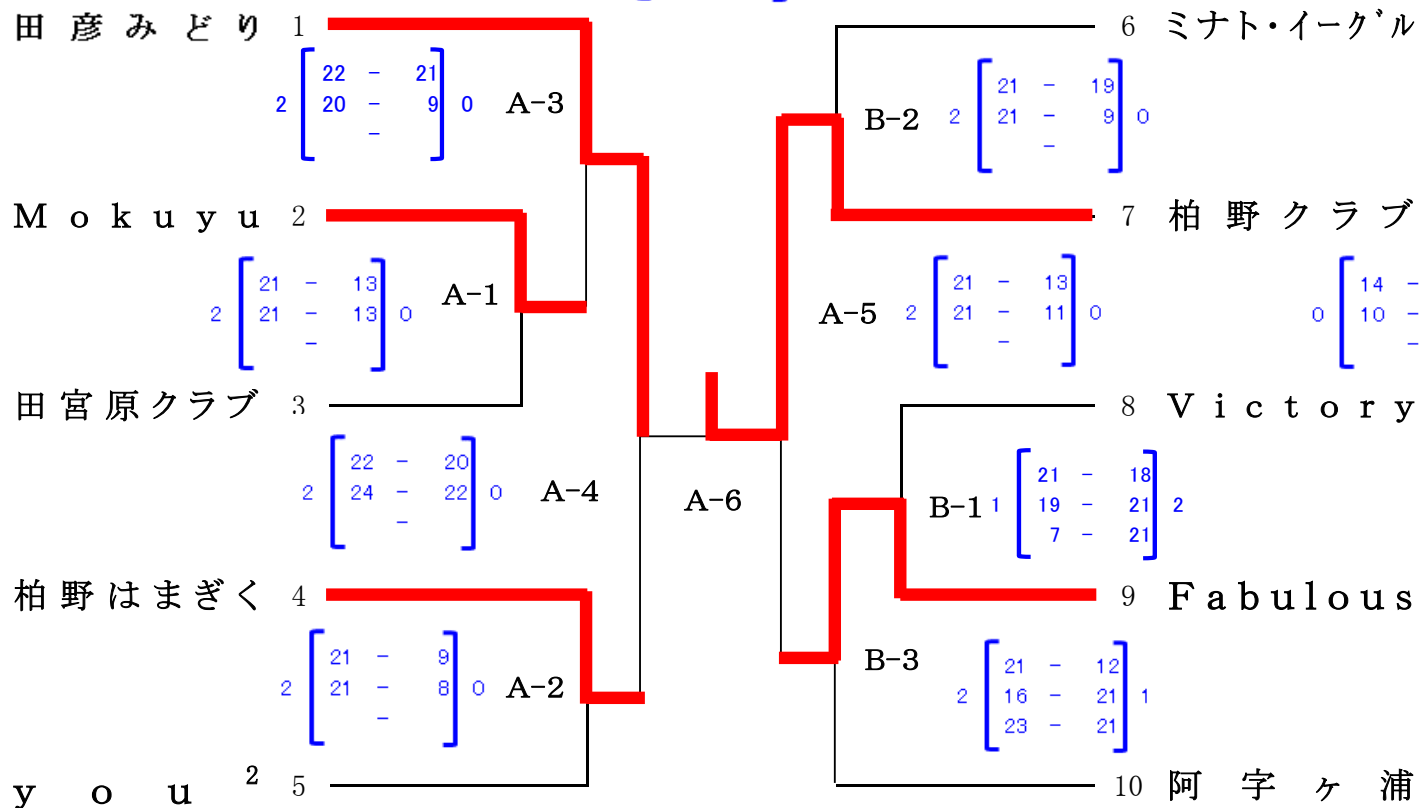 田彦みどり 1
22 - 21
2 20 - 9 0
-
A-3
Mokuyu 2
21 - 13
2 21 - 13 0
-
A-1
田宮原クラブ 3
22 - 20
2 24 - 22 0
-
A-4
柏野はまぎく 4
21 - 9
2 21 - 8 0
-
A-2
you² 5
A-6
6 ミナト・イーグル
B-2
21 - 19
2 21 - 9 0
-
7 柏野クラブ
A-5
21 - 13
2 21 - 11 0
-
14 -
0 10 -
-
8 Victory
B-1
21 - 18
1 19 - 21 2
7 - 21
9 Fabulous
B-3
21 - 12
2 16 - 21 1
23 - 21
10 阿字ヶ浦